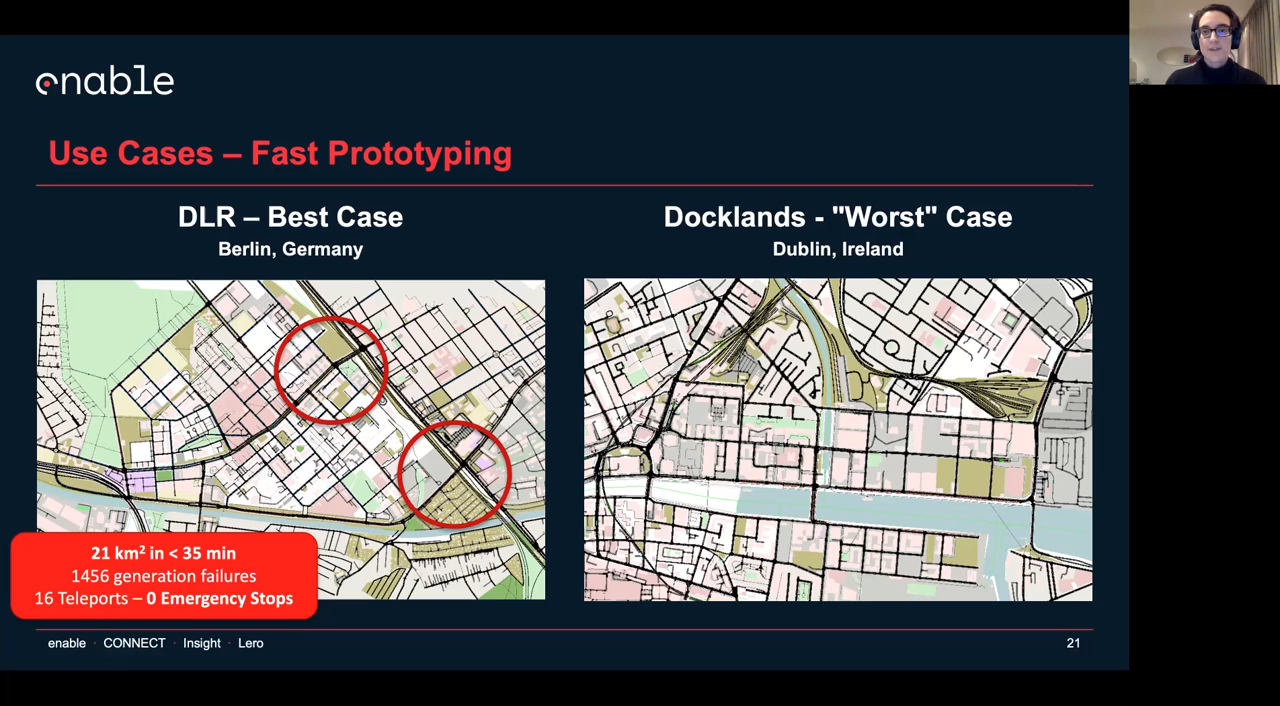 enable
Use Cases – Fast Prototyping
DLR – Best Case
Berlin, Germany
Docklands - "Worst" Case
Dublin, Ireland
21 km² in < 35 min
1456 generation failures
16 Teleports – 0 Emergency Stops
enable · CONNECT · Insight · Lero
21